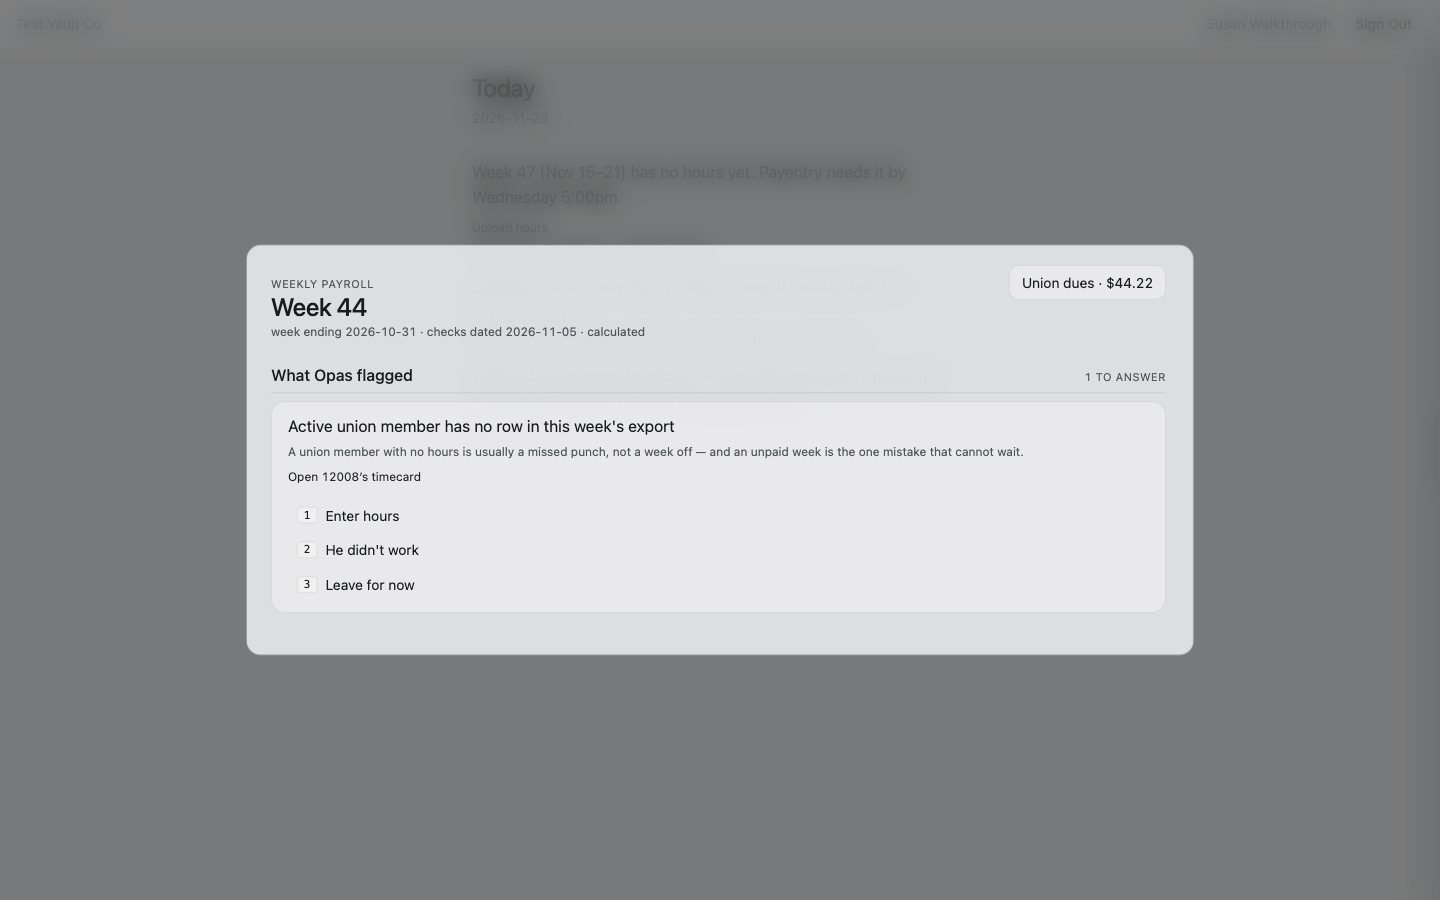 Test Vault Co
Susan Walkthrough
Sign Out
Today
2026-11-23
Week 47 (Nov 15–21) has no hours yet. Payentry needs it by
Wednesday 5:00pm.
Upload hours
WEEKLY PAYROLL
Week 44
week ending 2026-10-31 · checks dated 2026-11-05 · calculated
Union dues · $44.22
What Opas flagged
1 TO ANSWER
Active union member has no row in this week's export
A union member with no hours is usually a missed punch, not a week off — and an unpaid week is the one mistake that cannot wait.
Open 12008's timecard
1 Enter hours
2 He didn't work
3 Leave for now